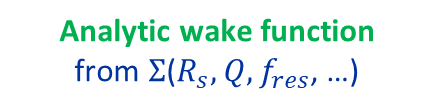 Analytic wake function
from Σ(R_s, Q, f_res, …)